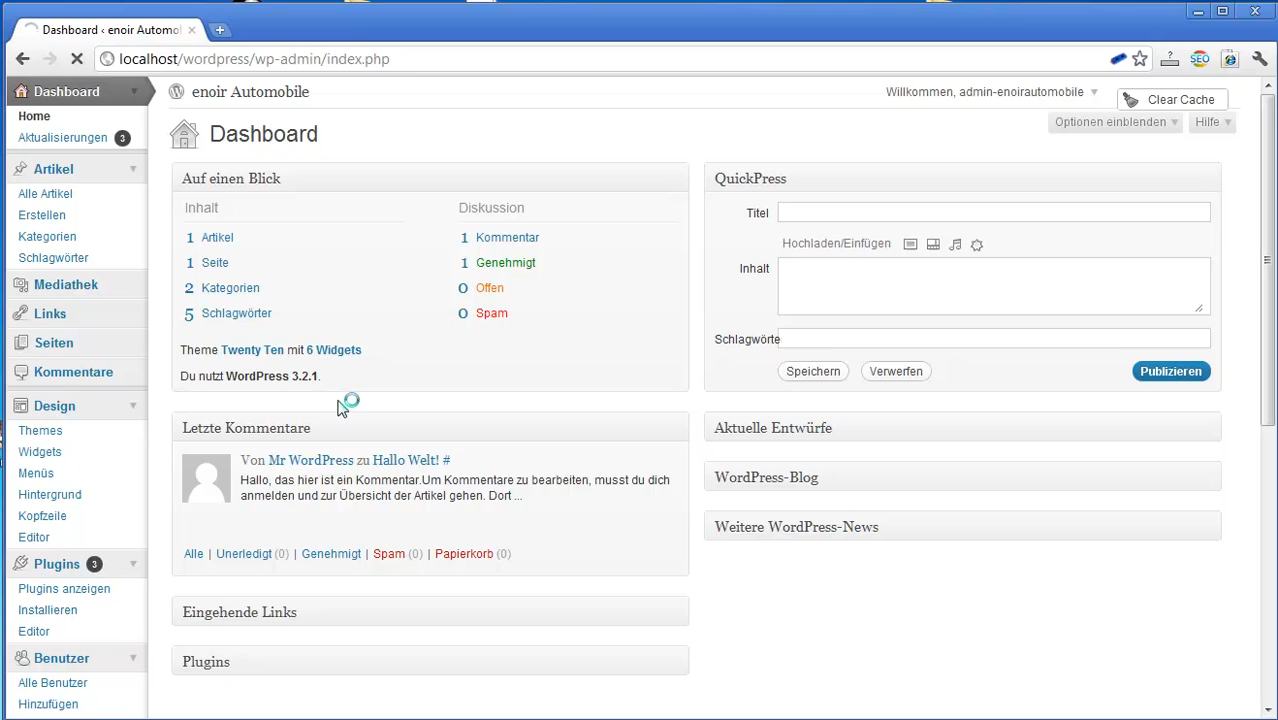 Dashboard ‹ enoir Automol
localhost/wordpress/wp-admin/index.php
SEO
Dashboard
Home
Aktualisierungen 3
Artikel
Alle Artikel
Erstellen
Kategorien
Schlagwörter
Mediathek
Links
Seiten
Kommentare
Design
Themes
Widgets
Menüs
Hintergrund
Kopfzeile
Editor
Plugins 3
Plugins anzeigen
Installieren
Editor
Benutzer
Alle Benutzer
Hinzufügen
enoir Automobile
Willkommen, admin-enoirautomobile
Clear Cache
Optionen einblenden
Hilfe
Dashboard
Auf einen Blick
Inhalt
1 Artikel
1 Seite
2 Kategorien
5 Schlagwörter
Diskussion
1 Kommentar
1 Genehmigt
0 Offen
0 Spam
Theme Twenty Ten mit 6 Widgets
Du nutzt WordPress 3.2.1.
Letzte Kommentare
Von Mr WordPress zu Hallo Welt! #
Hallo, das hier ist ein Kommentar.Um Kommentare zu bearbeiten, musst du dich
anmelden und zur Übersicht der Artikel gehen. Dort ...
Alle | Unerledigt (0) | Genehmigt | Spam (0) | Papierkorb (0)
Eingehende Links
Plugins
QuickPress
Titel
Hochladen/Einfügen
Inhalt
Schlagwörte
Speichern
Verwerfen
Publizieren
Aktuelle Entwürfe
WordPress-Blog
Weitere WordPress-News